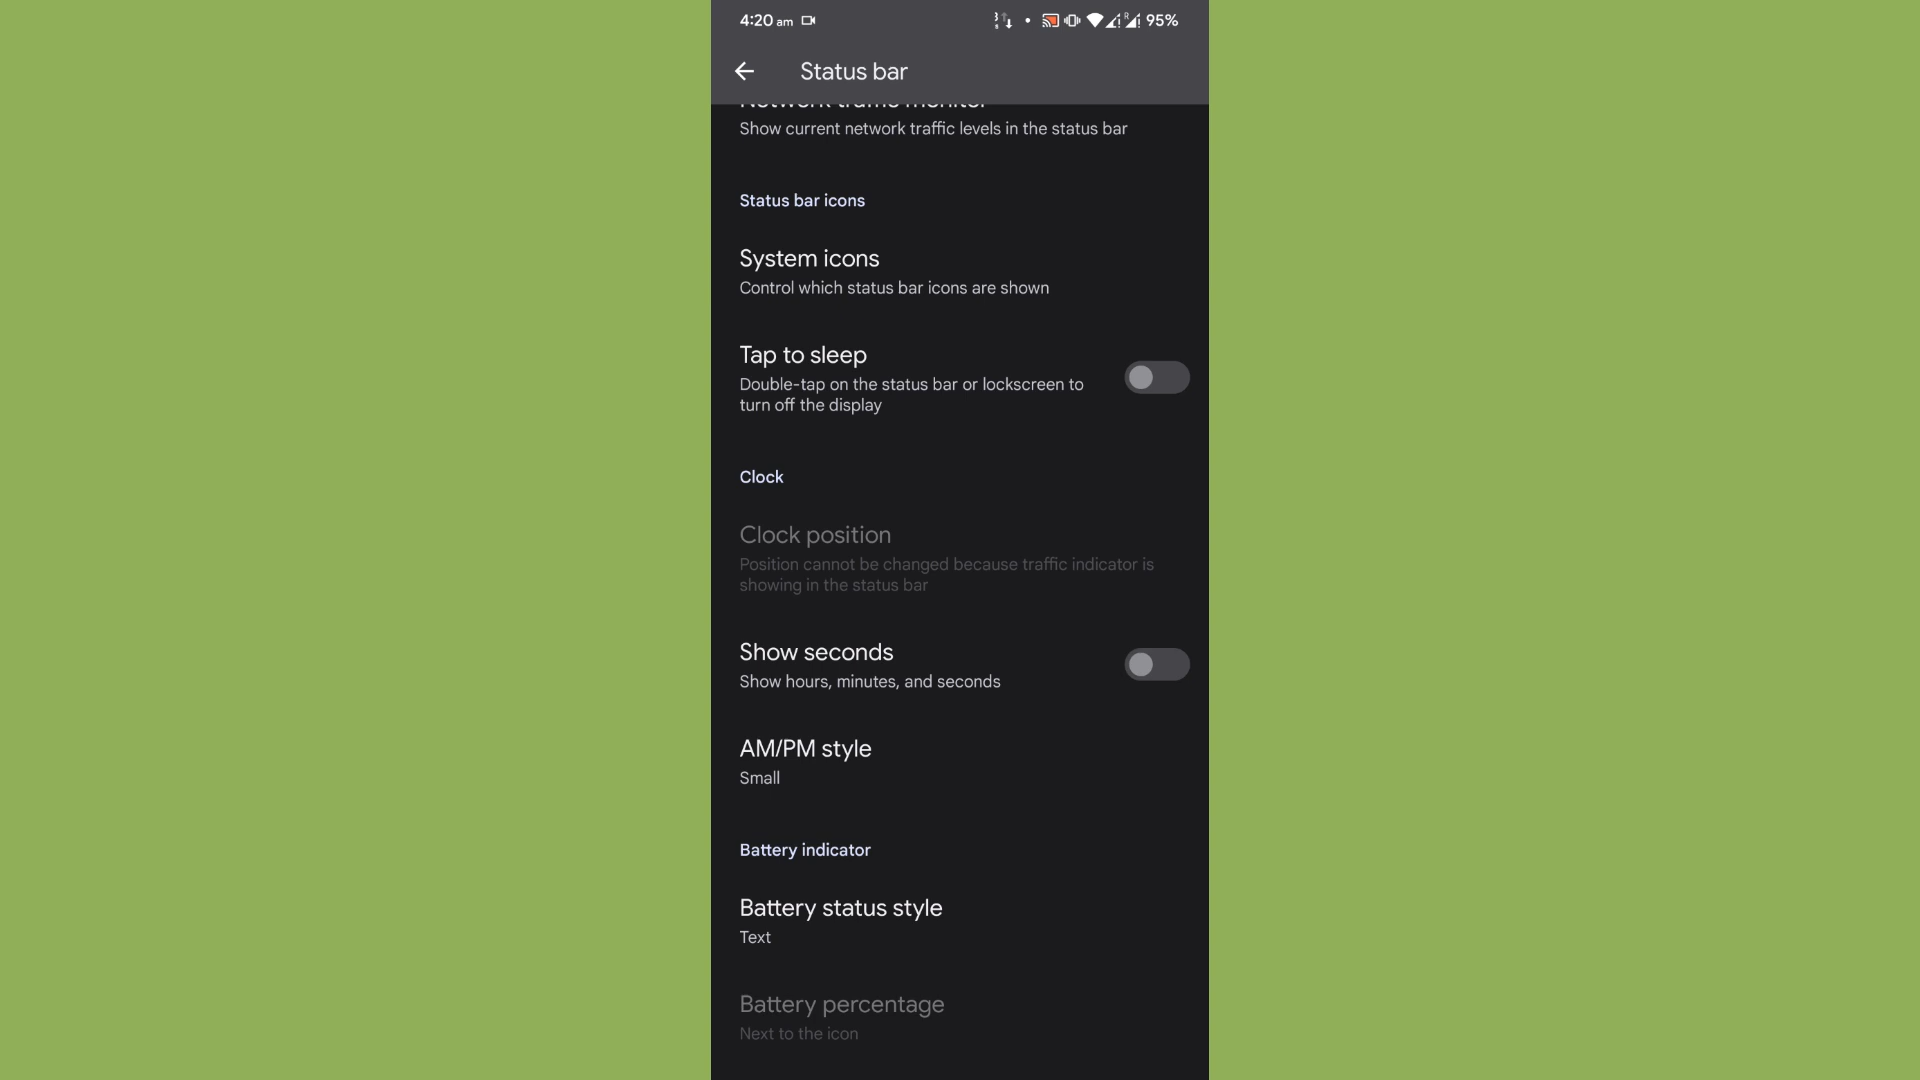 4:20 am
R 95%
Status bar
Network traffic monitor
Show current network traffic levels in the status bar
Status bar icons
System icons
Control which status bar icons are shown
Tap to sleep
Double-tap on the status bar or lockscreen to
turn off the display
Clock
Clock position
Position cannot be changed because traffic indicator is
showing in the status bar
Show seconds
Show hours, minutes, and seconds
AM/PM style
Small
Battery indicator
Battery status style
Text
Battery percentage
Next to the icon